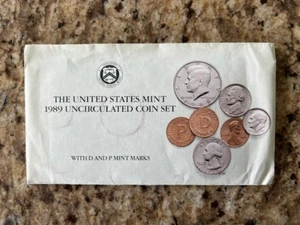 THE UNITED STATES MINT
1989 UNCIRCULATED COIN SET
P
D
WITH D AND P MINT MARKS